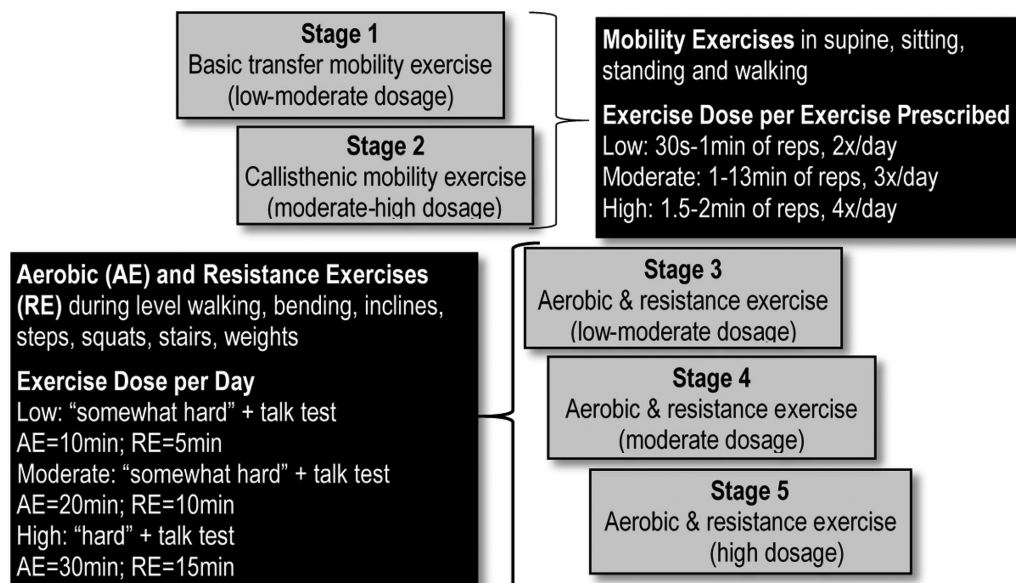 Stage 1
Basic transfer mobility exercise
(low-moderate dosage)
Stage 2
Callisthenic mobility exercise
(moderate-high dosage)
Mobility Exercises in supine, sitting,
standing and walking
Exercise Dose per Exercise Prescribed
Low: 30s-1min of reps, 2x/day
Moderate: 1-13min of reps, 3x/day
High: 1.5-2min of reps, 4x/day
Aerobic (AE) and Resistance Exercises
(RE) during level walking, bending, inclines,
steps, squats, stairs, weights
Exercise Dose per Day
Low: “somewhat hard” + talk test
AE=10min; RE=5min
Moderate: “somewhat hard” + talk test
AE=20min; RE=10min
High: “hard” + talk test
AE=30min; RE=15min
Stage 3
Aerobic & resistance exercise
(low-moderate dosage)
Stage 4
Aerobic & resistance exercise
(moderate dosage)
Stage 5
Aerobic & resistance exercise
(high dosage)